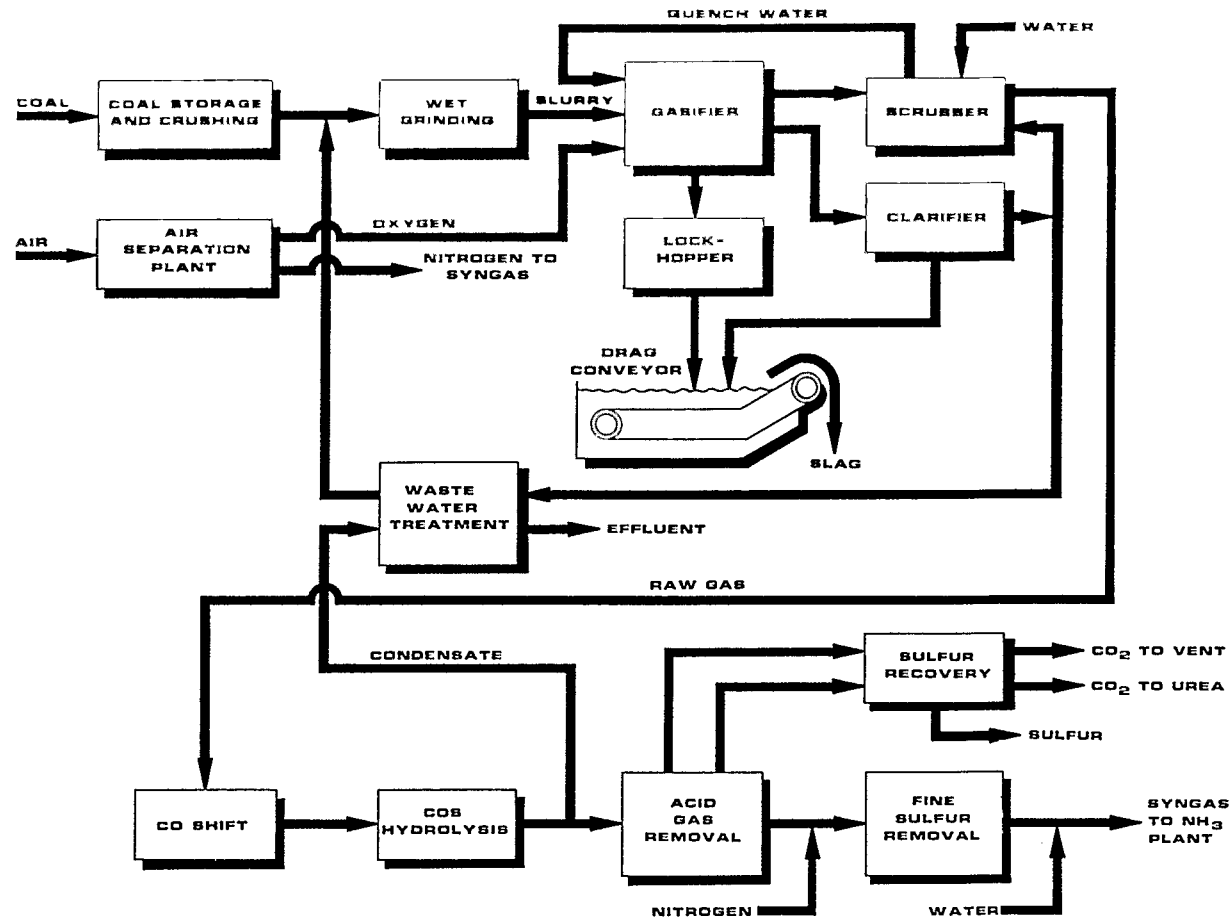 QUENCH WATER
WATER
COAL
COAL STORAGE
AND CRUSHING
WET
GRINDING
SLURRY
GASIFIER
SCRUBBER
AIR
AIR
SEPARATION
PLANT
OXYGEN
NITROGEN TO
SYNGAS
LOCK-
HOPPER
CLARIFIER
DRAG
CONVEYOR
SLAG
WASTE
WATER
TREATMENT
EFFLUENT
RAW GAS
CONDENSATE
SULFUR
RECOVERY
CO2 TO VENT
CO2 TO UREA
SULFUR
CO SHIFT
COS
HYDROLYSIS
ACID
GAS
REMOVAL
FINE
SULFUR
REMOVAL
SYNGAS
TO NH3
PLANT
NITROGEN
WATER